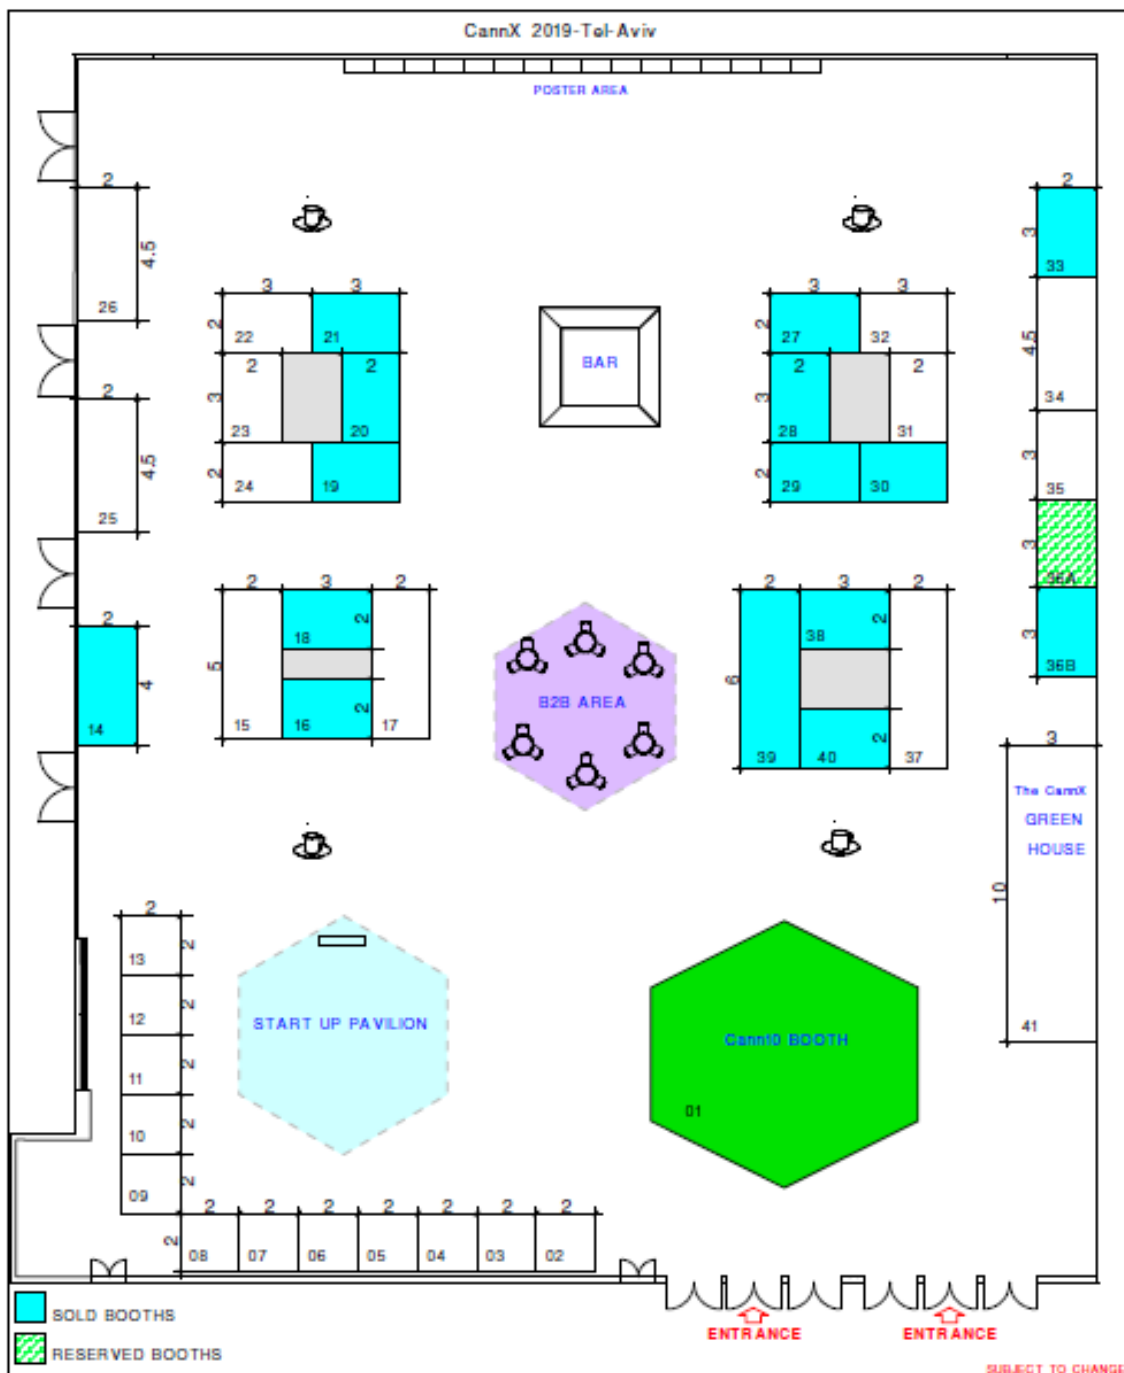 CannX 2019-Tel-Aviv
POSTER AREA
2
4.5
26
2
4.5
25
2
4
14
3 3
2 22 21
2 2
3 23 20
2 24 19
BAR
3 3
2 27 32
2 2
3 28 31
2 29 30
2
3 33
4.5 34
3 35
3 36A
3 36B
2 3 2
5 18 2
15 16 2 17
B2B AREA
2 3 2
6 38 2
39 40 2 37
3
The CannX
GREEN
HOUSE
10
41
2
13 2
12 2
11 2
10 2
09 2
START UP PAVILION
Cann10 BOOTH
01
2 2 2 2 2 2
2 08 07 06 05 04 03 02
SOLD BOOTHS
RESERVED BOOTHS
ENTRANCE ENTRANCE
SUBJECT TO CHANGE